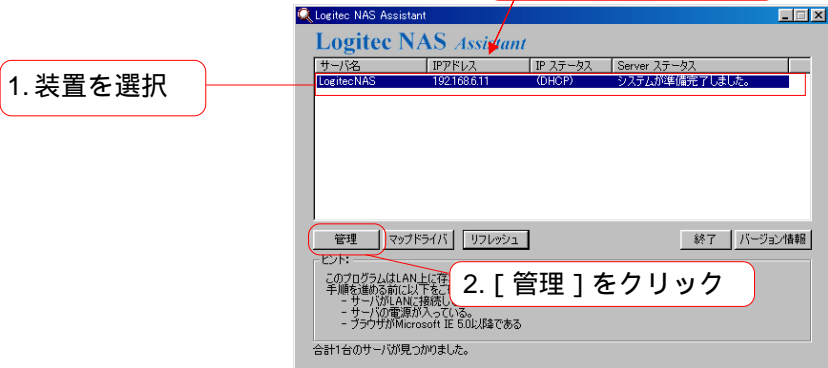 Logitec NAS Assistant
Logitec NAS Assistant
サーバ名 IPアドレス IP ステータス Server ステータス
LogitecNAS 192.168.6.11 (DHCP) システムが準備完了しました。
1. 装置を選択
管理 マップドライバ リフレッシュ 終了 バージョン情報
ヒント:
このプログラムはLAN上に存
手順を進める前に以下をご
- サーバがLANに接続し
- サーバの電源が入っている。
- ブラウザがMicrosoft IE 5.0以降である
2. [ 管理 ] をクリック
合計1台のサーバが見つかりました。